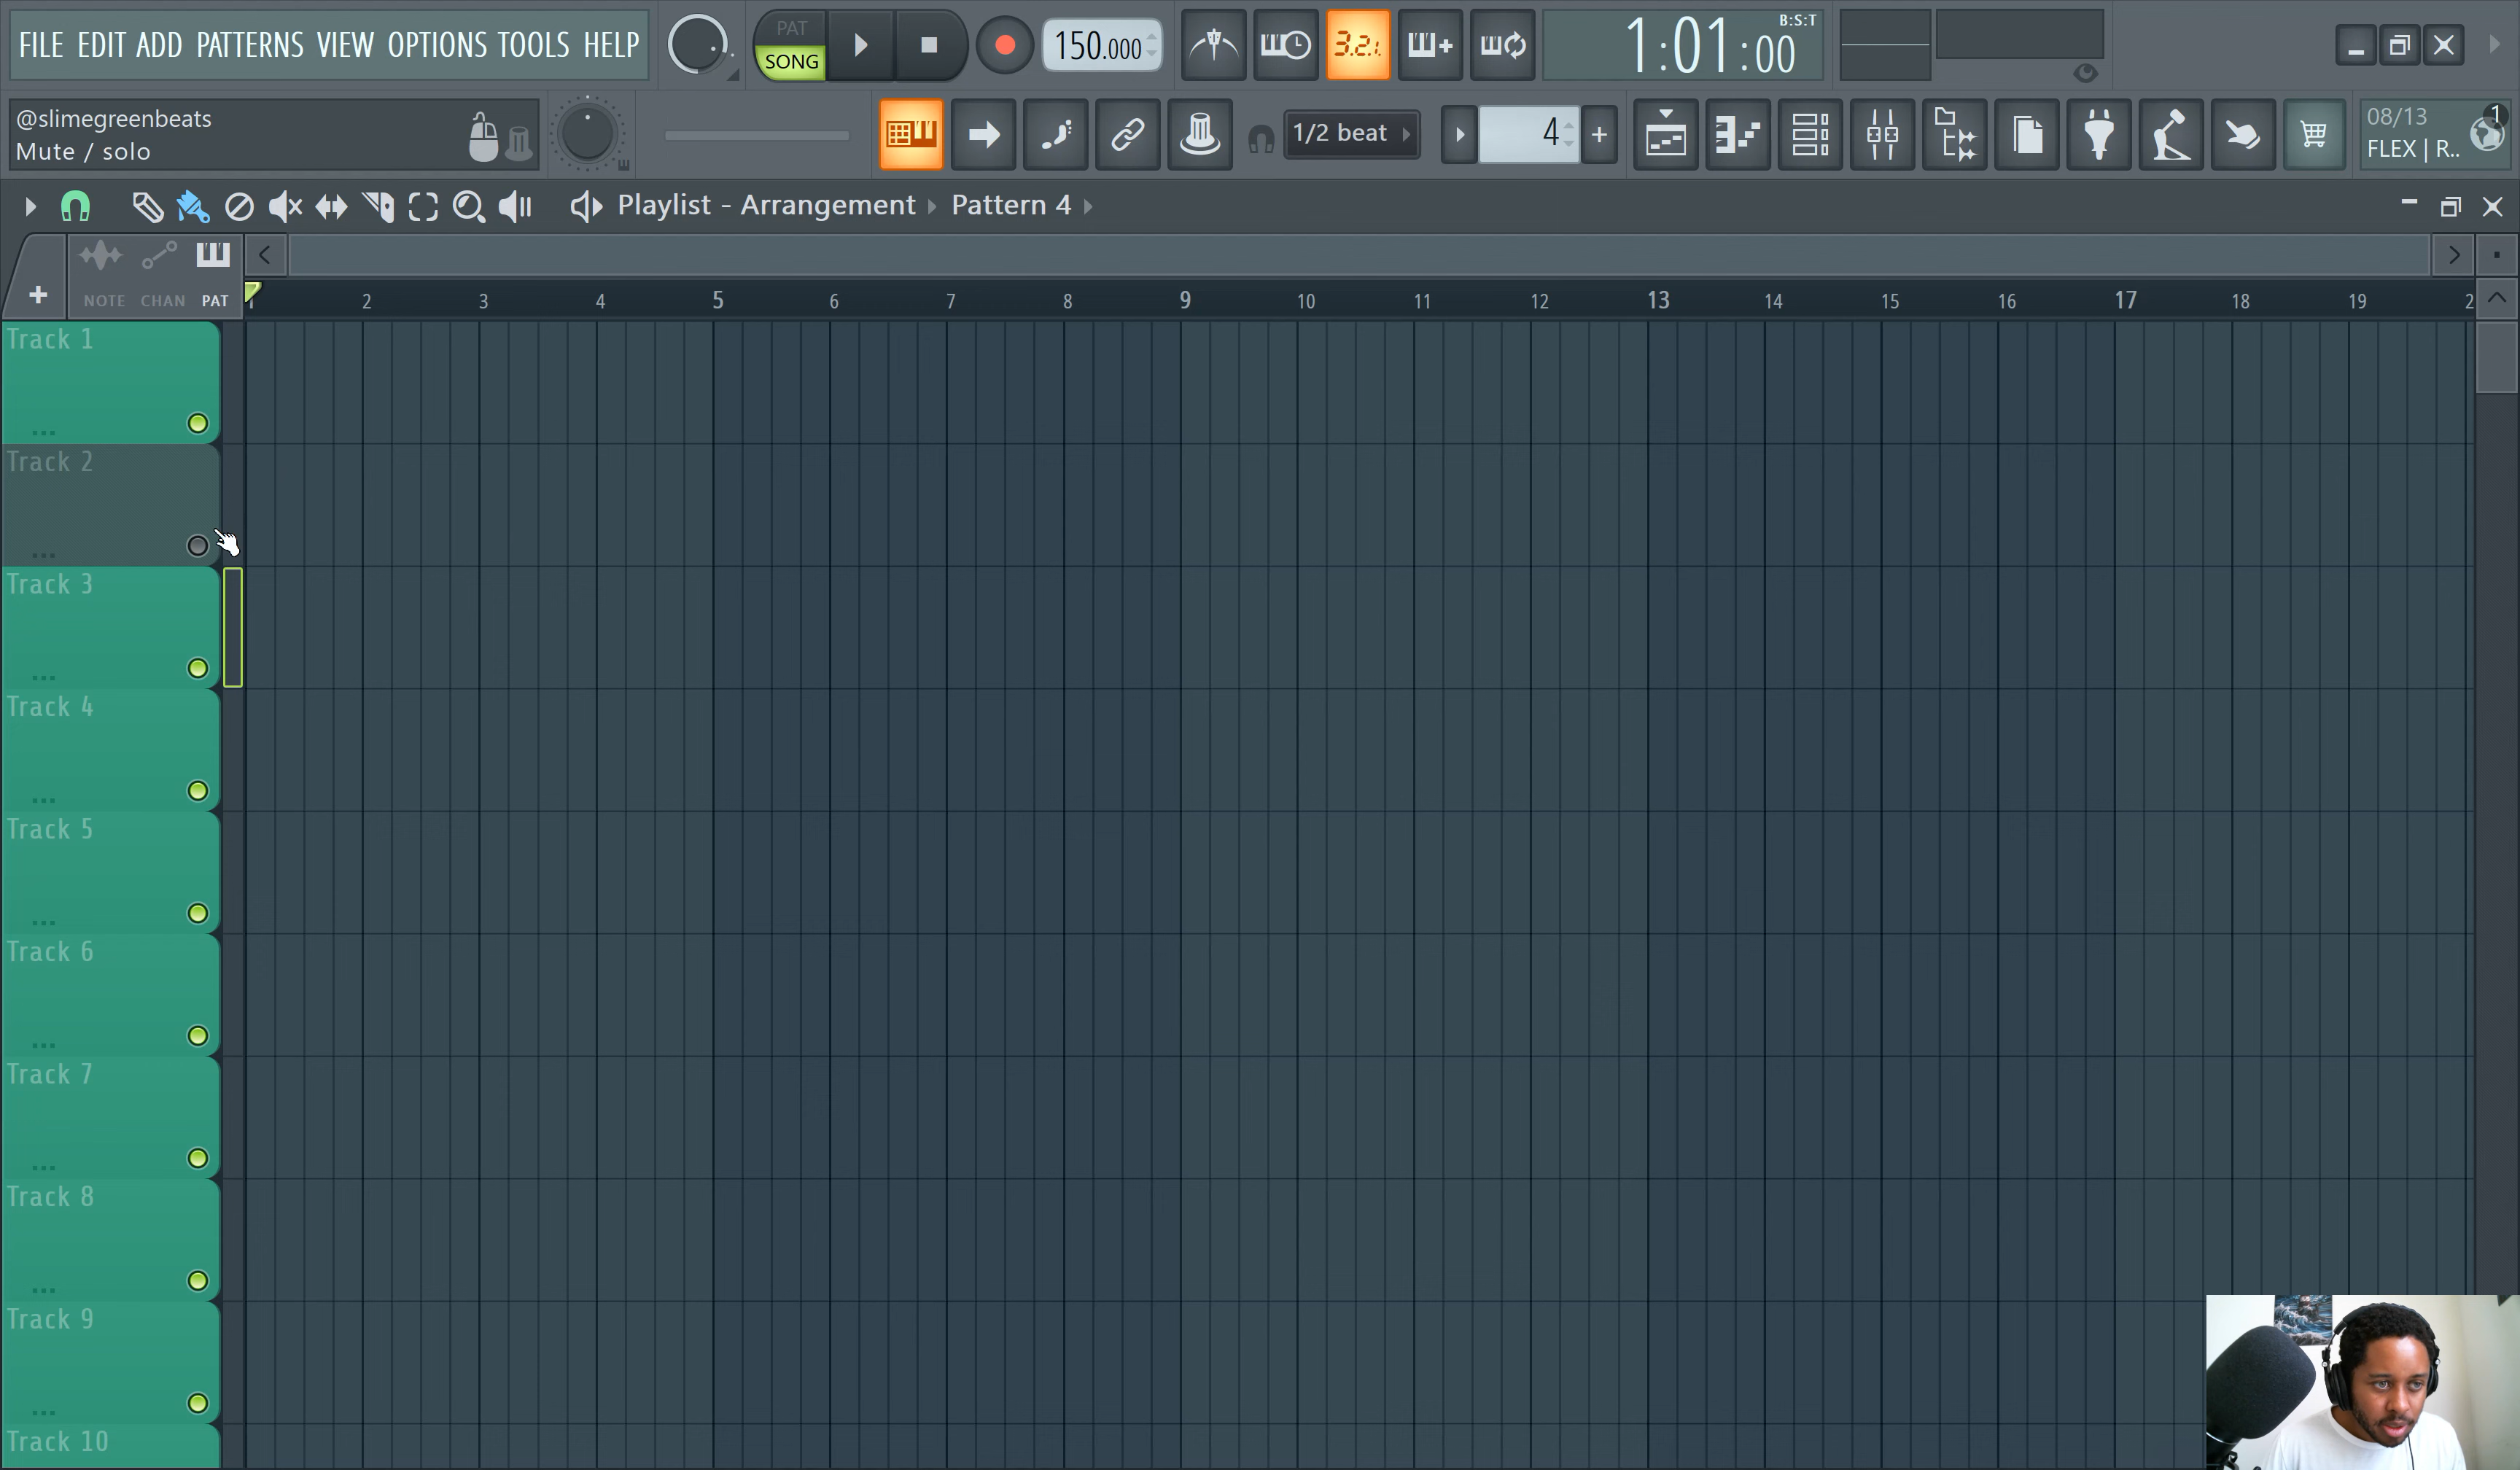 FILE EDIT ADD PATTERNS VIEW OPTIONS TOOLS HELP
PAT
SONG
150.000
3.2.1
B:S:T
1:01:00
@slimegreenbeats
Mute / solo
1/2 beat
4
08/13
1
FLEX | R..
Playlist - Arrangement
Pattern 4
NOTE CHAN PAT
1 2 3 4 5 6 7 8 9 10 11 12 13 14 15 16 17 18 19 2
Track 1
Track 2
Track 3
Track 4
Track 5
Track 6
Track 7
Track 8
Track 9
Track 10